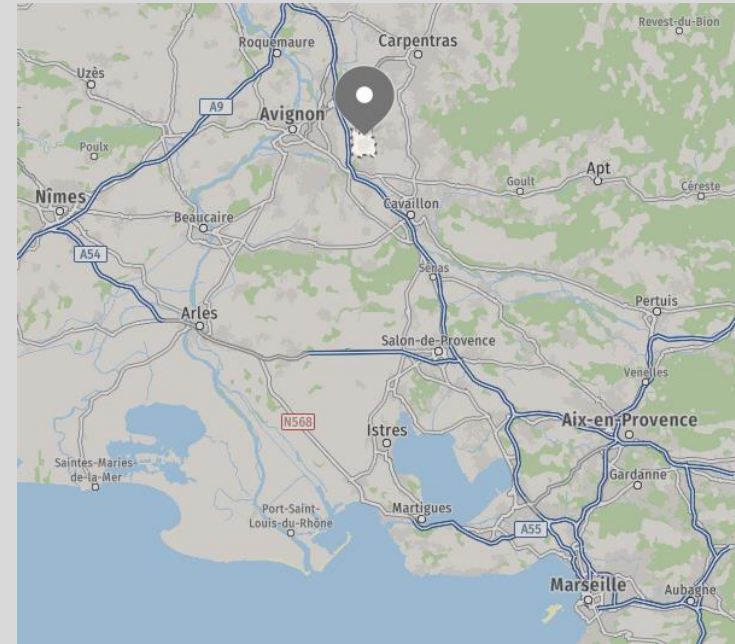 Revest-du-Bion
Roquemaure
Carpentras
Uzès
A9
Avignon
Poulx
Apt
Goult
Céreste
Nîmes
Beaucaire
Cavaillon
A54
Sénas
Pertuis
Arles
Salon-de-Provence
Venelles
N568
Istres
Aix-en-Provence
Saintes-Maries-
de-la-Mer
Gardanne
Port-Saint-
Louis-du-Rhône
Martigues
A55
Marseille
Aubagne